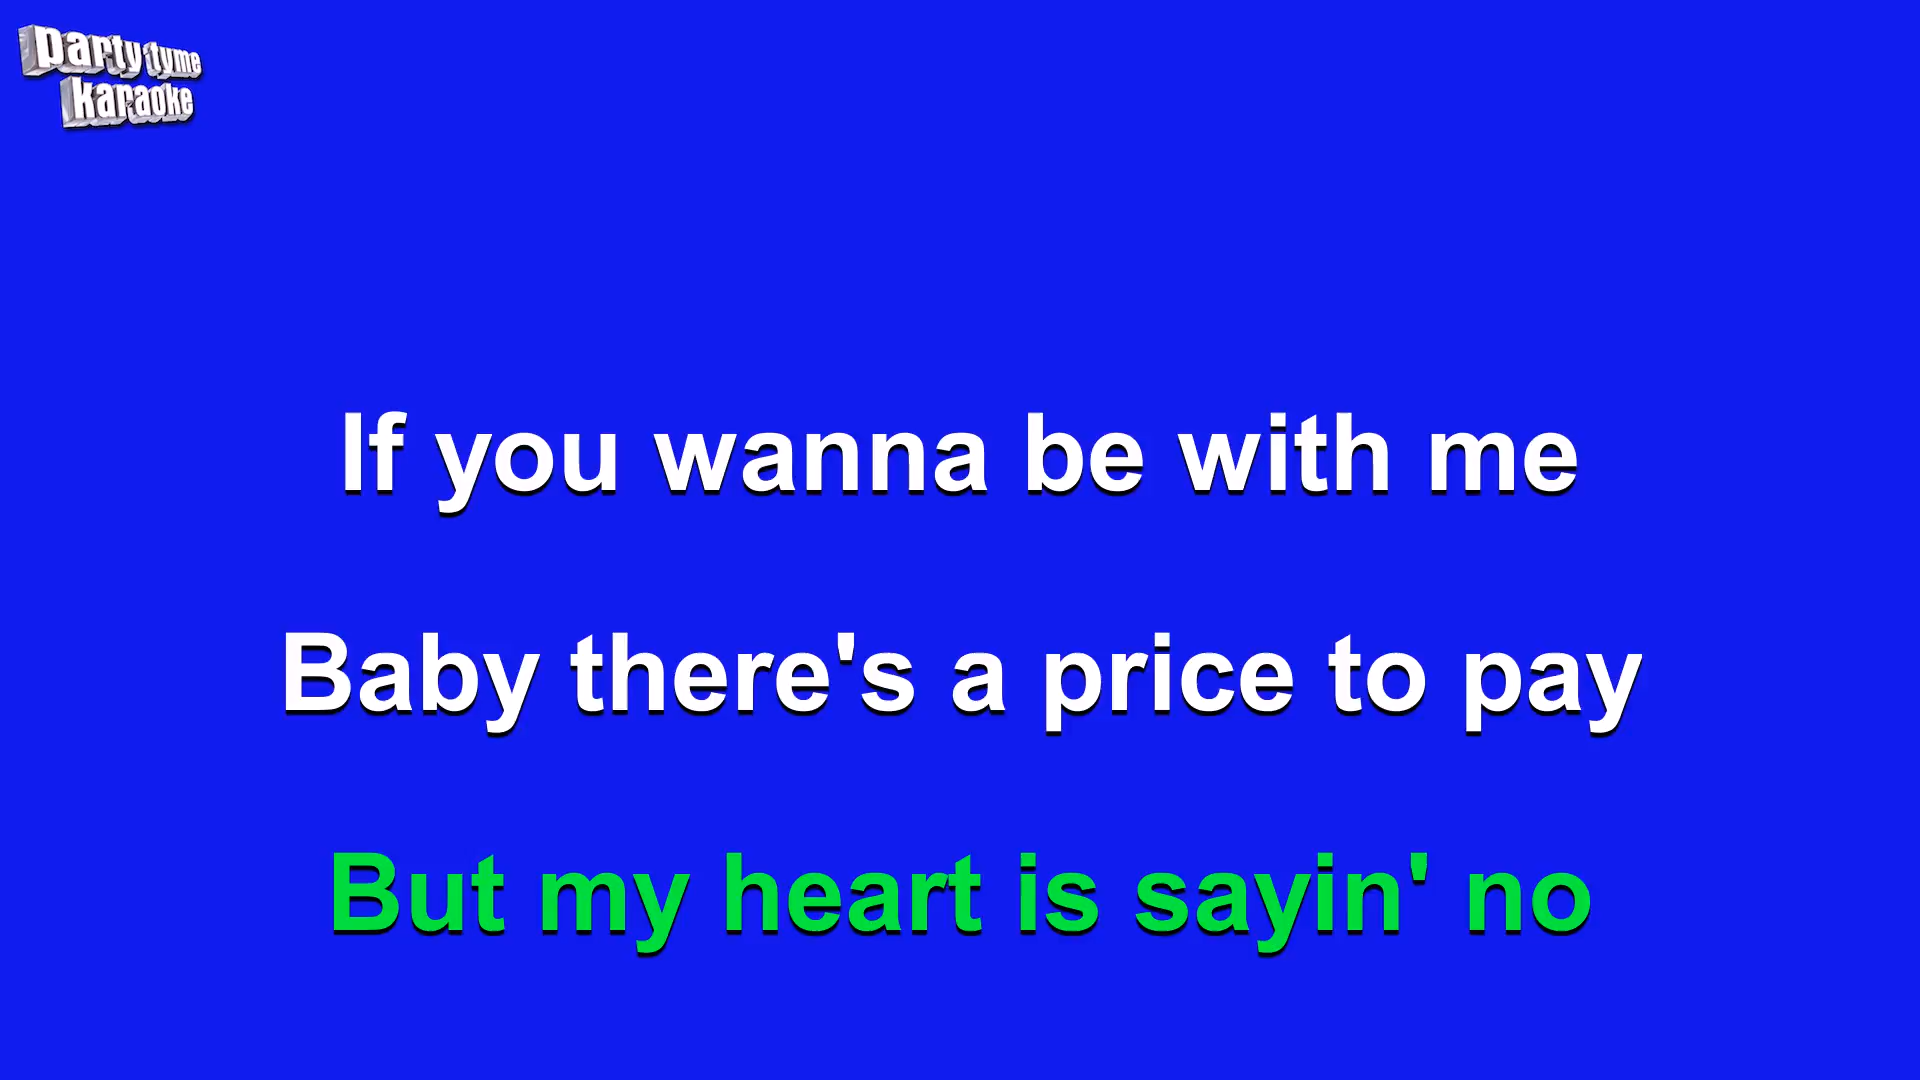 party tyme
karaoke
If you wanna be with me
Baby there's a price to pay
But my heart is sayin' no